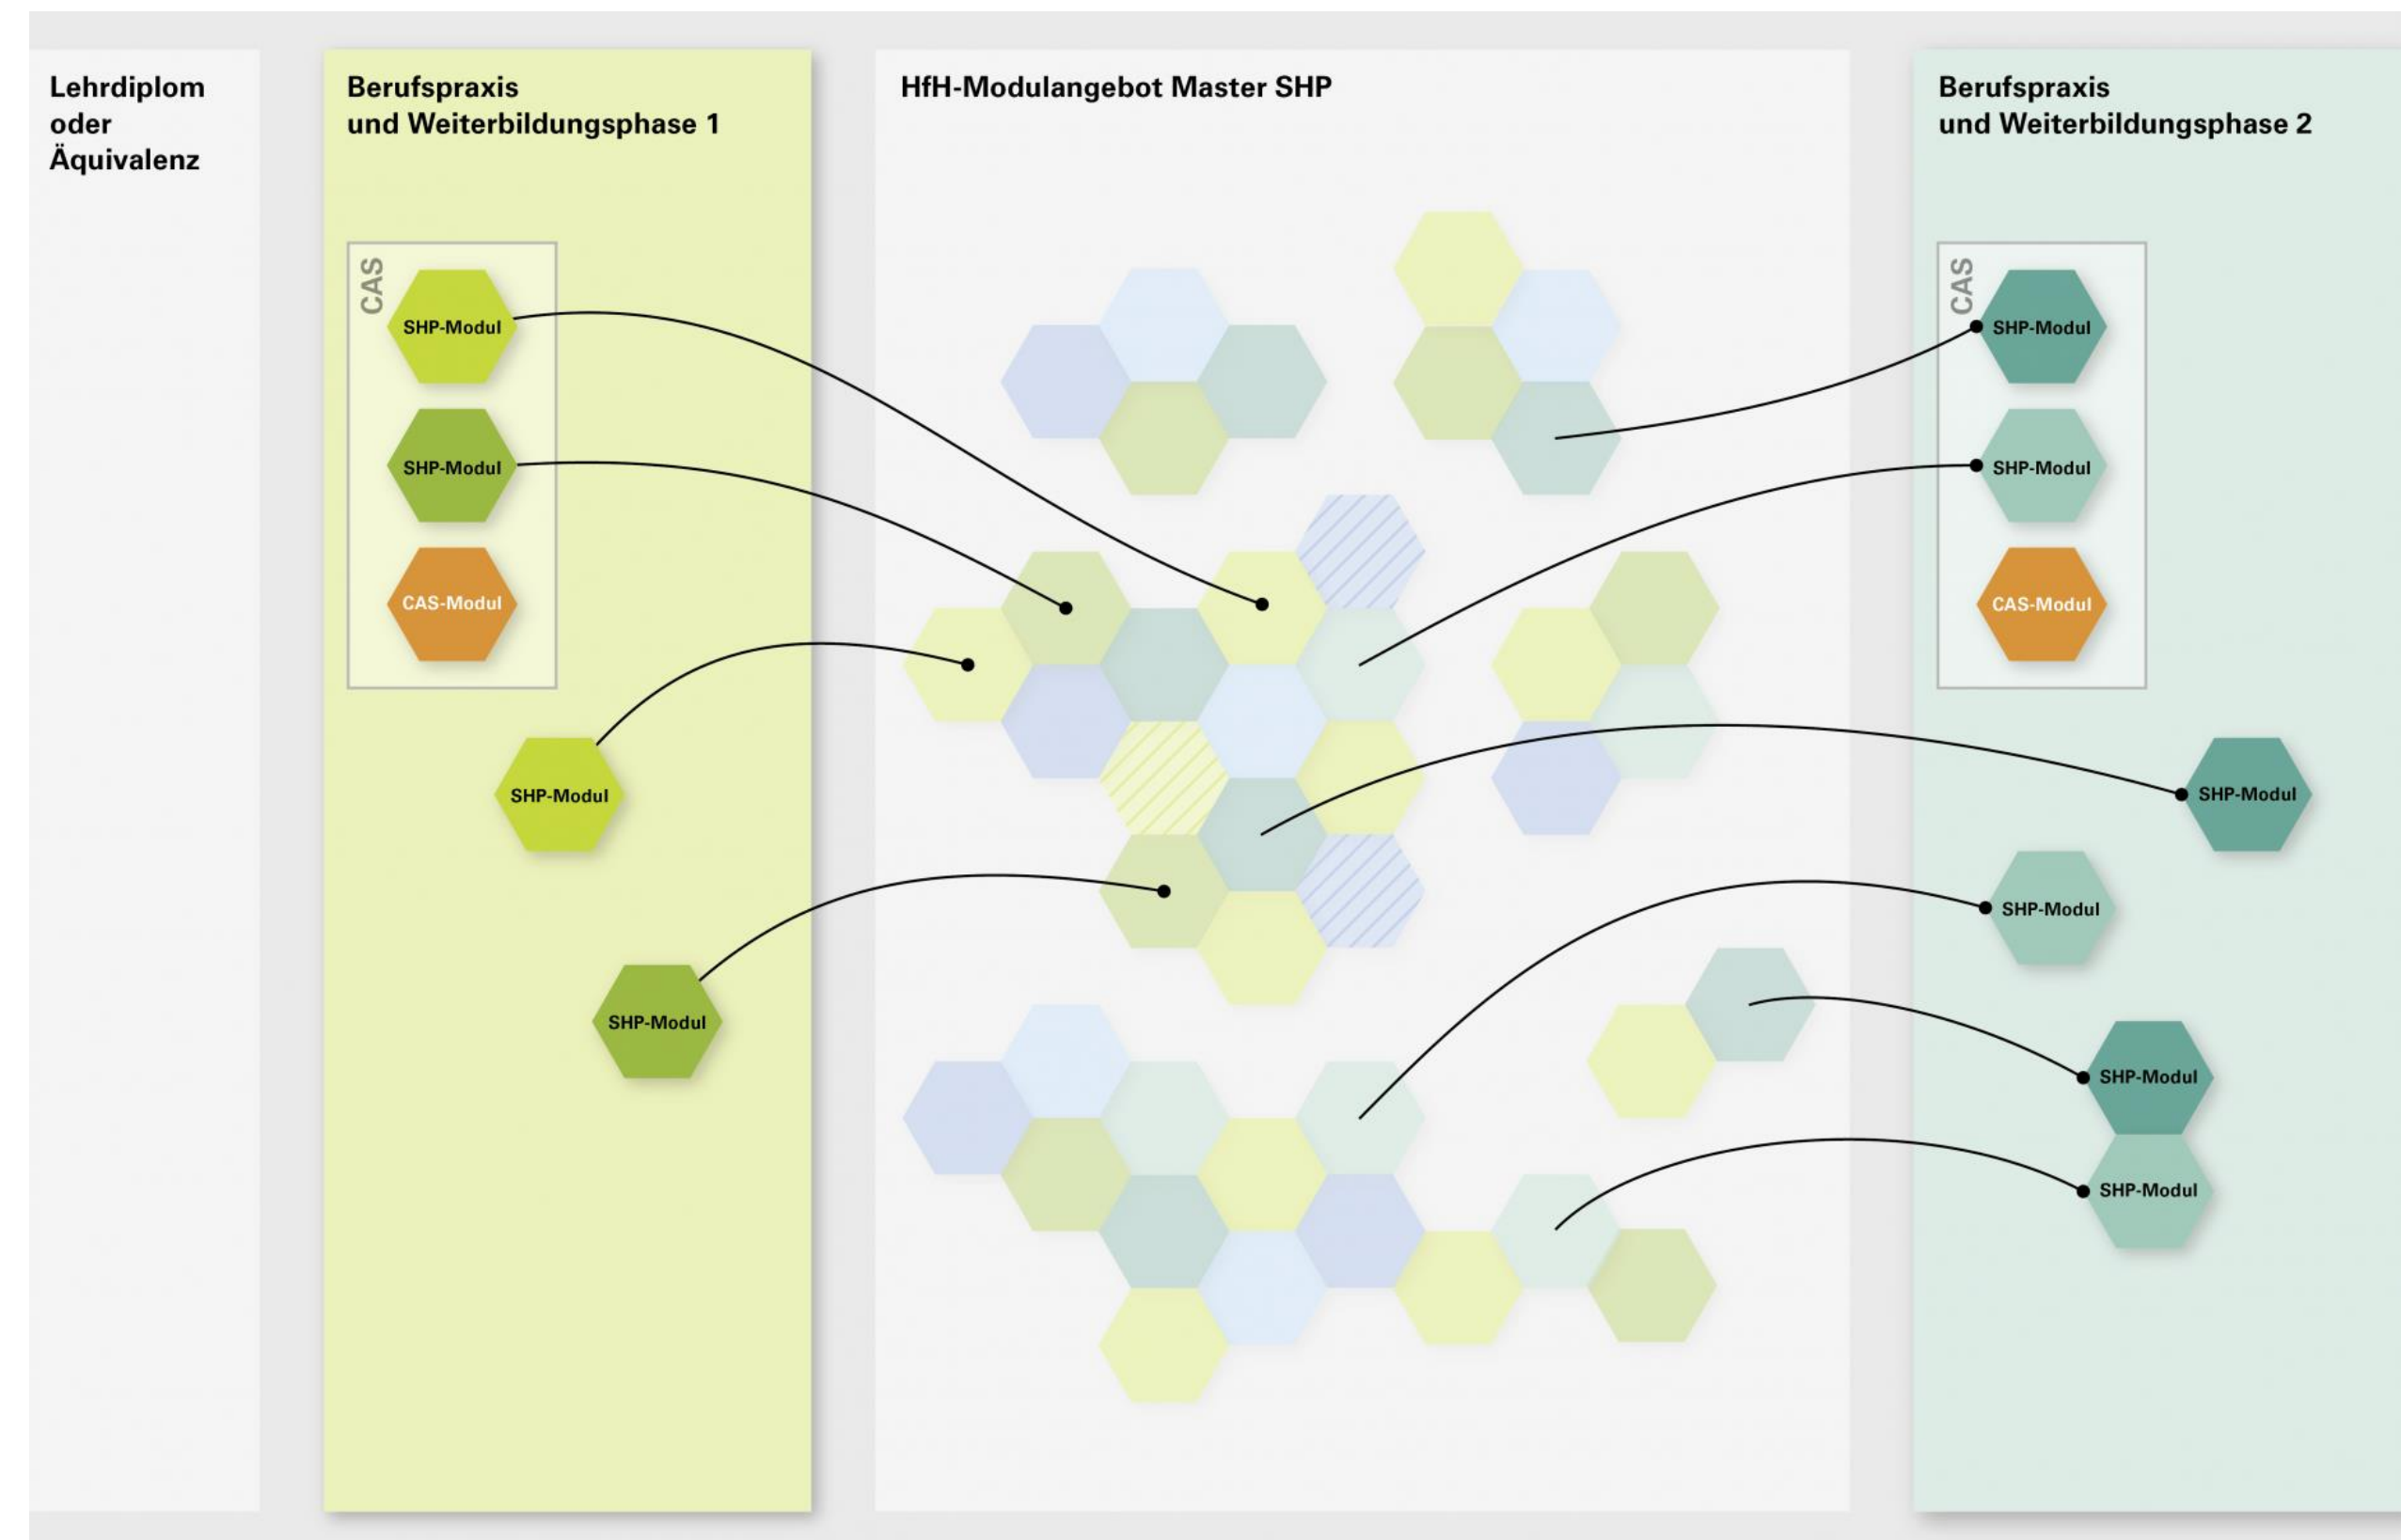 Lehrdiplom
oder
Äquivalenz
Berufspraxis
und Weiterbildungsphase 1
CAS
SHP-Modul
SHP-Modul
CAS-Modul
SHP-Modul
SHP-Modul
HfH-Modulangebot Master SHP
Berufspraxis
und Weiterbildungsphase 2
CAS
SHP-Modul
SHP-Modul
CAS-Modul
SHP-Modul
SHP-Modul
SHP-Modul
SHP-Modul